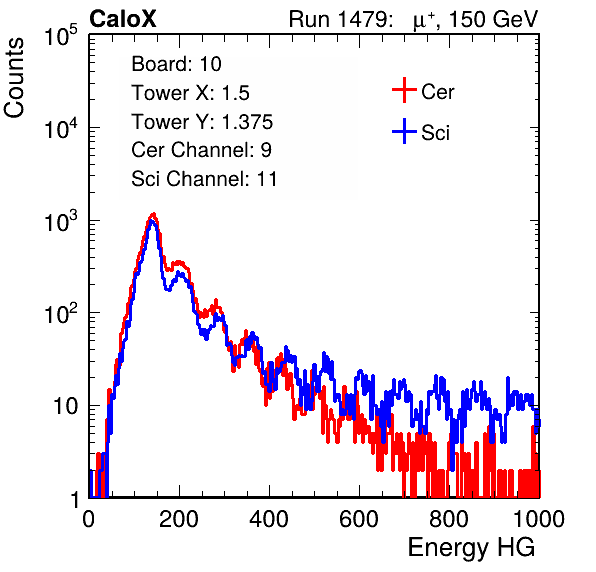 CaloX Run 1479: μ⁺, 150 GeV
Counts
10⁵
10⁴
10³
10²
10
1
Board: 10
Tower X: 1.5
Tower Y: 1.375
Cer Channel: 9
Sci Channel: 11
Cer
Sci
0 200 400 600 800 1000
Energy HG